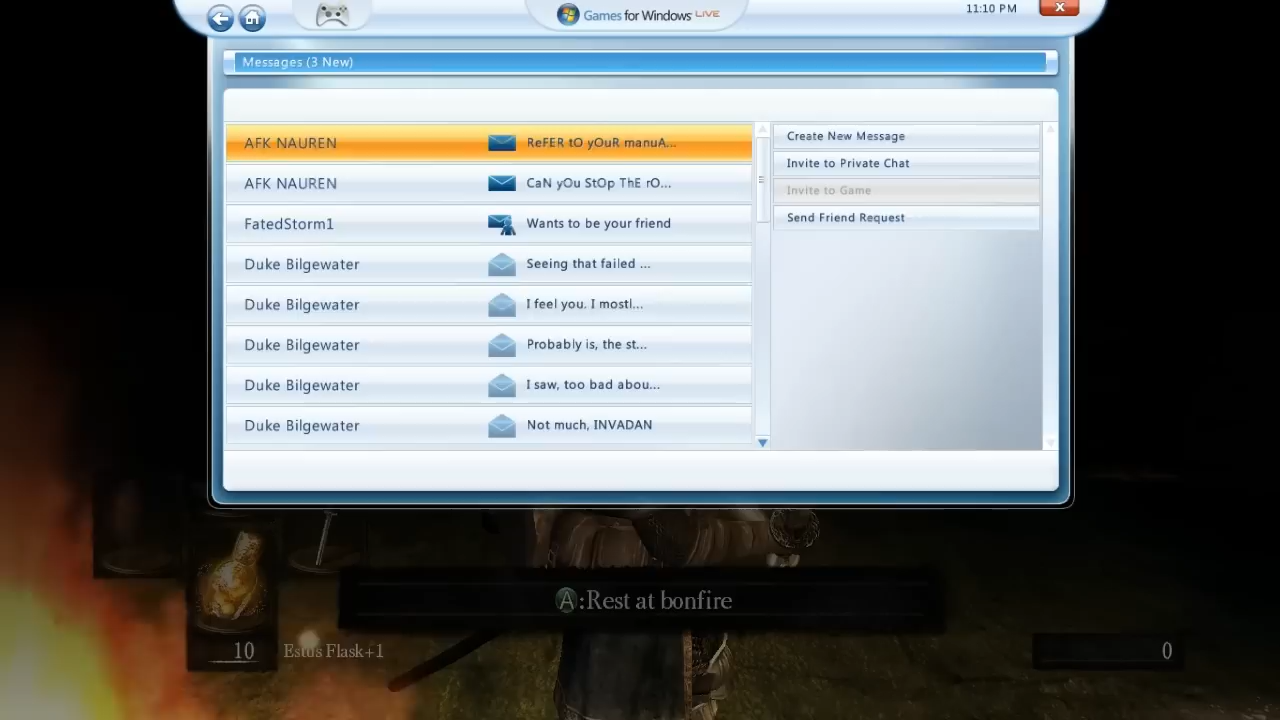 Games for Windows LIVE
11:10 PM
Messages (3 New)
AFK NAUREN ReFER tO yOuR manuA...
AFK NAUREN CaN yOu StOp ThE rO...
FatedStorm1 Wants to be your friend
Duke Bilgewater Seeing that failed ...
Duke Bilgewater I feel you. I mostl...
Duke Bilgewater Probably is, the st...
Duke Bilgewater I saw, too bad abou...
Duke Bilgewater Not much, INVADAN
Create New Message
Invite to Private Chat
Invite to Game
Send Friend Request
A:Rest at bonfire
10 Estus Flask+1
0